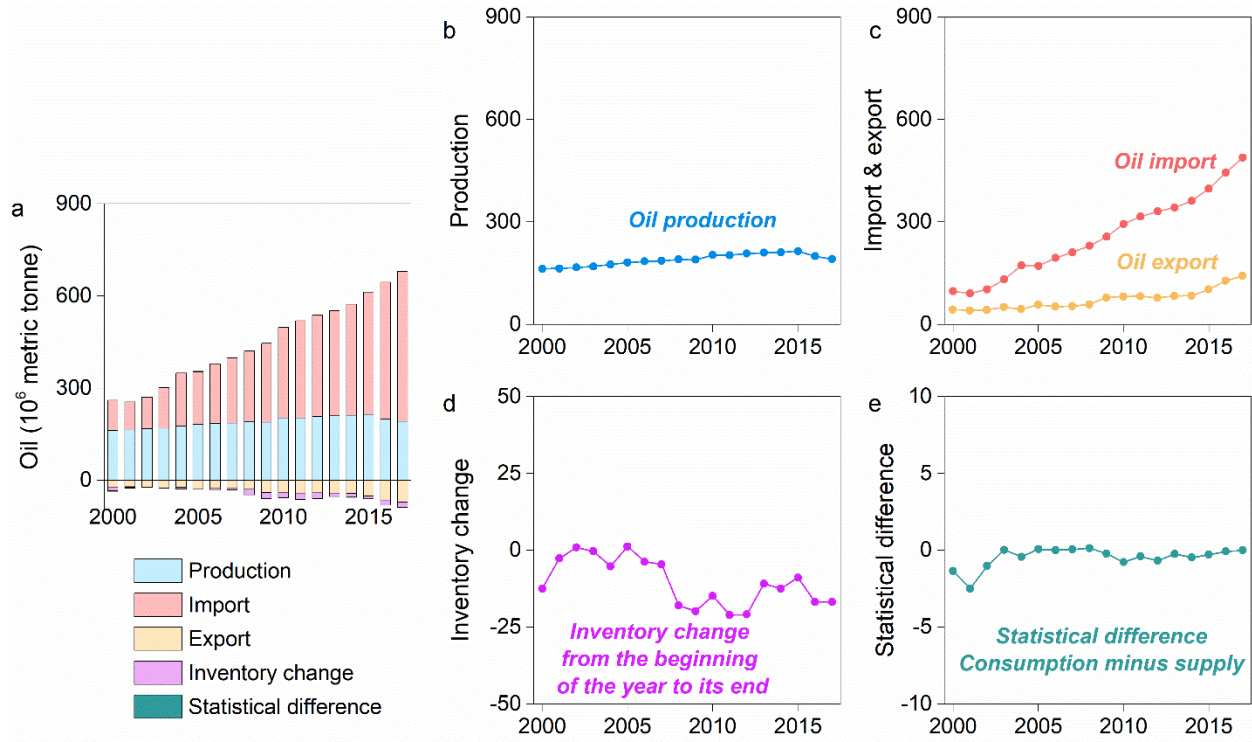 a
Oil (10⁶ metric tonne)
900
600
300
0
2000 2005 2010 2015
Production
Import
Export
Inventory change
Statistical difference
b
Production
900
600
300
0
Oil production
2000 2005 2010 2015
c
Import & export
900
600
300
0
Oil import
Oil export
2000 2005 2010 2015
d
Inventory change
50
25
0
-25
-50
Inventory change
from the beginning
of the year to its end
2000 2005 2010 2015
e
Statistical difference
10
5
0
-5
-10
Statistical difference
Consumption minus supply
2000 2005 2010 2015